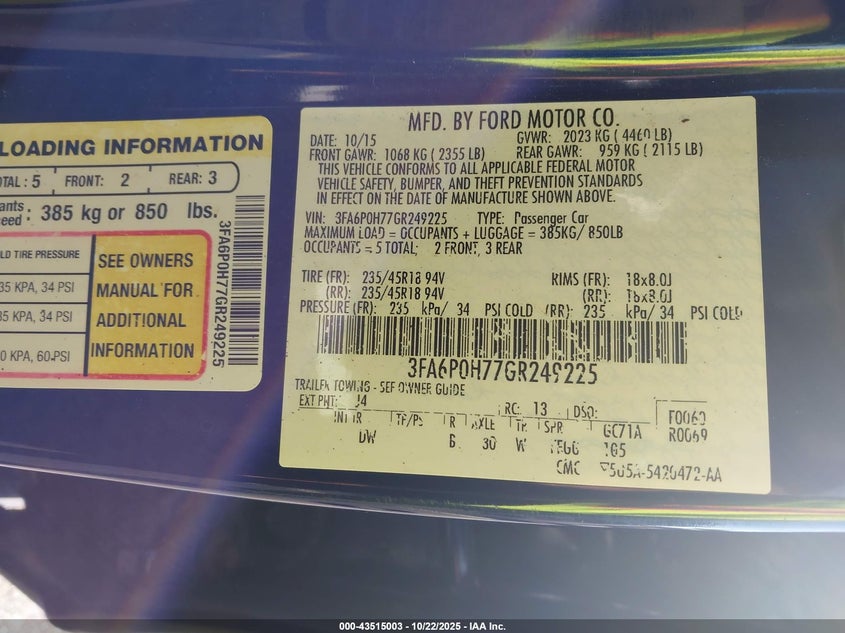 LOADING INFORMATION
TOTAL: 5 FRONT: 2 REAR: 3
385 kg or 850 lbs.
TIRE PRESSURE
35 KPA, 34 PSI
35 KPA, 34 PSI
0 KPA, 60 PSI
SEE OWNERS
MANUAL FOR
ADDITIONAL
INFORMATION
3FA6P0H77GR249225
MFD. BY FORD MOTOR CO.
DATE: 10/15 GVWR: 2023 KG ( 4460 LB)
FRONT GAWR: 1068 KG ( 2355 LB) REAR GAWR: 959 KG ( 2115 LB)
THIS VEHICLE CONFORMS TO ALL APPLICABLE FEDERAL MOTOR
VEHICLE SAFETY, BUMPER, AND THEFT PREVENTION STANDARDS
IN EFFECT ON THE DATE OF MANUFACTURE SHOWN ABOVE.
VIN: 3FA6P0H77GR249225 TYPE: Passenger Car
MAXIMUM LOAD = OCCUPANTS + LUGGAGE = 385KG/ 850LB
OCCUPANTS = 5 TOTAL; 2 FRONT, 3 REAR
TIRE (FR): 235/45R18 94V RIMS (FR): 18x8.0J
(RR): 235/45R18 94V (RR): 18x8.0J
PRESSURE (FR): 235 kPa/ 34 PSI COLD (RR): 235 kPa/ 34 PSI COLD
3FA6P0H77GR249225
TRAILER TOWING - SEE OWNER GUIDE
EXT PNT: J4 RC: 13 DSO: F0060
R0069
INT TR TP/PS R AXLE TR SPR GC71A
DW 6 30 W
000-43515003 | 10/22/2025 - IAA Inc.